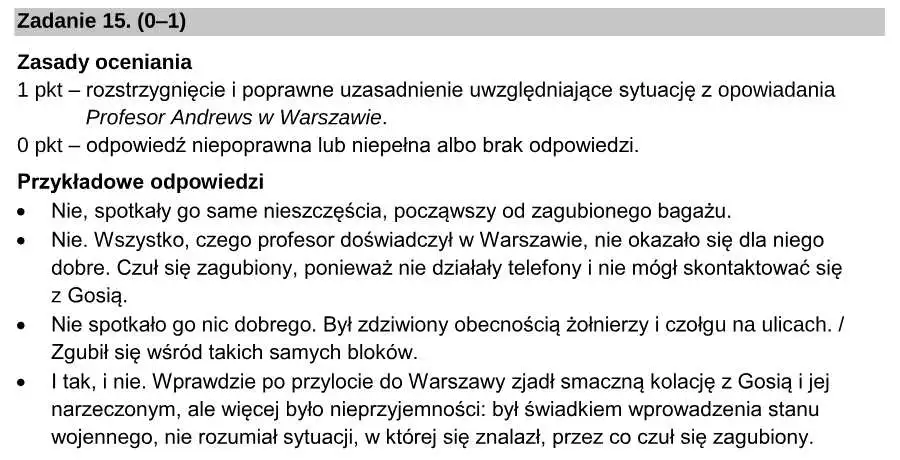 Zadanie 15. (0–1)
Zasady oceniania
1 pkt – rozstrzygnięcie i poprawne uzasadnienie uwzględniające sytuację z opowiadania
Profesor Andrews w Warszawie.
0 pkt – odpowiedź niepoprawna lub niepełna albo brak odpowiedzi.
Przykładowe odpowiedzi
• Nie, spotkały go same nieszczęścia, począwszy od zagubionego bagażu.
• Nie. Wszystko, czego profesor doświadczył w Warszawie, nie okazało się dla niego
dobre. Czuł się zagubiony, ponieważ nie działały telefony i nie mógł skontaktować się
z Gosią.
• Nie spotkało go nic dobrego. Był zdziwiony obecnością żołnierzy i czołgu na ulicach. /
Zgubił się wśród takich samych bloków.
• I tak, i nie. Wprawdzie po przylocie do Warszawy zjadł smaczną kolację z Gosią i jej
narzeczonym, ale więcej było nieprzyjemności: był świadkiem wprowadzenia stanu
wojennego, nie rozumiał sytuacji, w której się znalazł, przez co czuł się zagubiony.